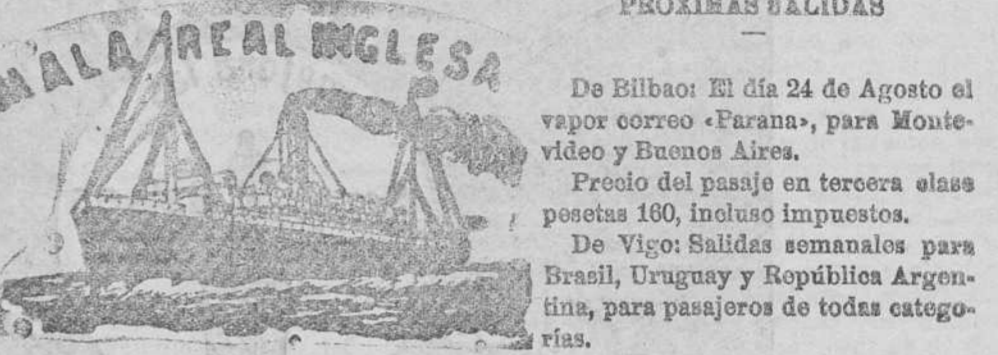 MALA REAL INGLESA
PRÓXIMAS SALIDAS
De Bilbao: El día 24 de Agosto el
vapor correo «Parana», para Monte-
video y Buenos Aires.
Precio del pasaje en tercera clase
pesetas 160, incluso impuestos.
De Vigo: Salidas semanales para
Brasil, Uruguay y República Argen-
tina, para pasajeros de todas catego-
rías.